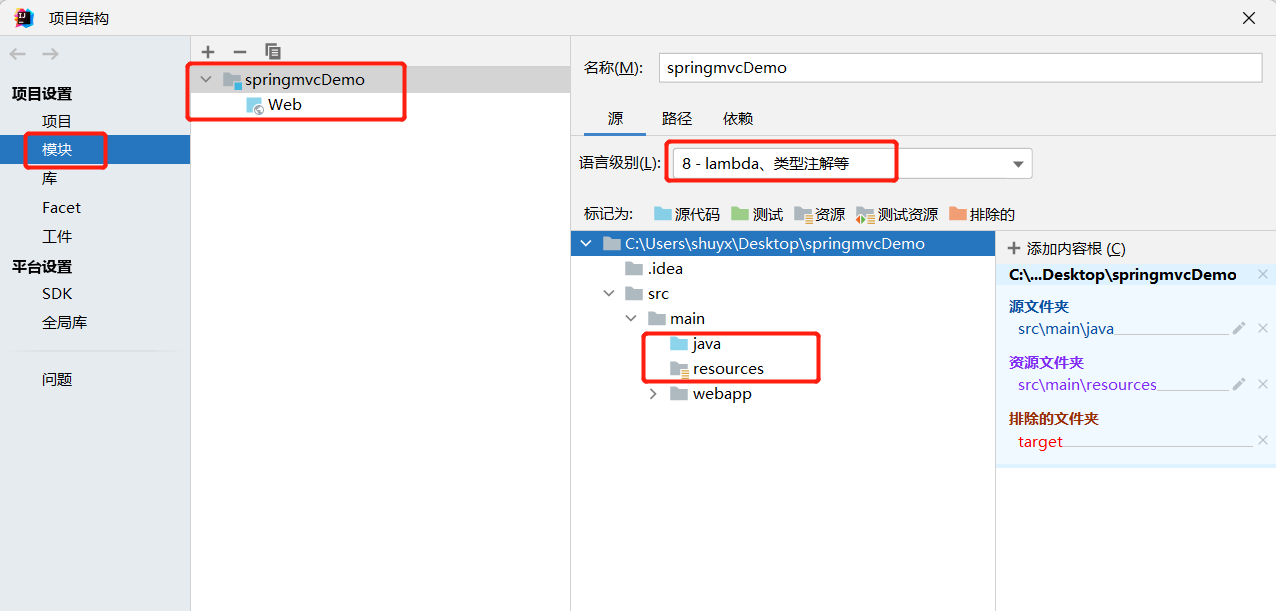 项目结构
项目设置
项目
模块
库
Facet
工件
平台设置
SDK
全局库
问题
springmvcDemo
Web
名称(M): springmvcDemo
源 路径 依赖
语言级别(L): 8 - lambda、类型注解等
标记为: 源代码 测试 资源 测试资源 排除的
C:\Users\shuyx\Desktop\springmvcDemo
.idea
src
main
java
resources
webapp
添加内容根 (C)
C:\...Desktop\springmvcDemo
源文件夹
src\main\java
资源文件夹
src\main\resources
排除的文件夹
target